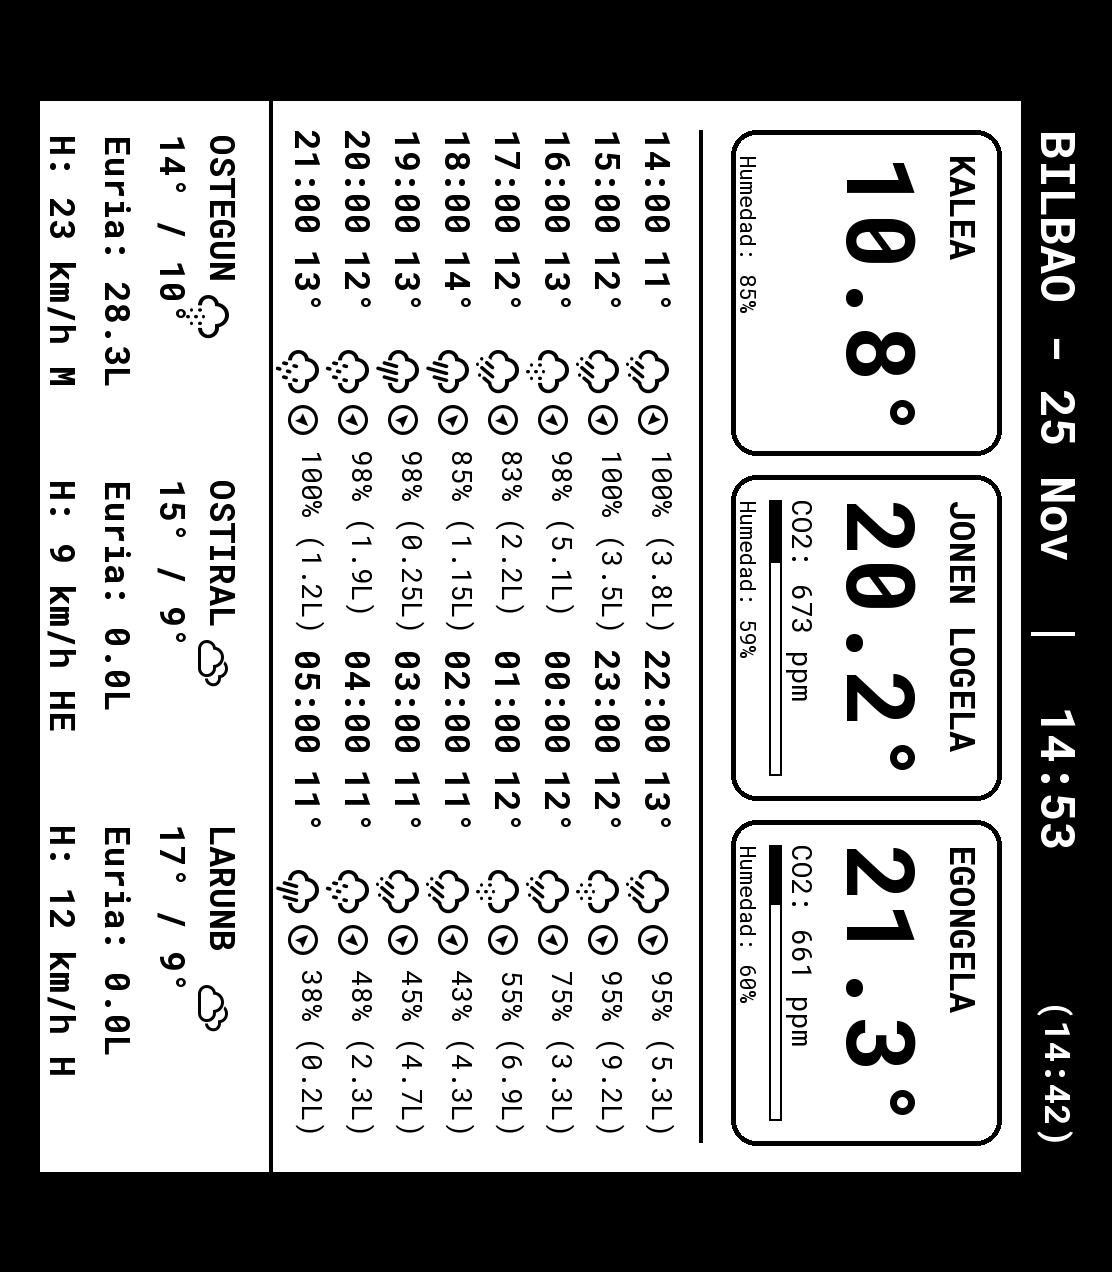 BILBAO - 25 Nov | 14:53 (14:42)
KALEA
10.8°
Humedad: 85%
JONEN LOGELA
20.2°
CO2: 673 ppm
Humedad: 59%
EGONGELA
21.3°
CO2: 661 ppm
Humedad: 60%
14:00 11° 100% (3.8L)
15:00 12° 100% (3.5L)
16:00 13° 98% (5.1L)
17:00 12° 83% (2.2L)
18:00 14° 85% (1.15L)
19:00 13° 98% (0.25L)
20:00 12° 98% (1.9L)
21:00 13° 100% (1.2L)
22:00 13° 95% (5.3L)
23:00 12° 95% (9.2L)
00:00 12° 75% (3.3L)
01:00 12° 55% (6.9L)
02:00 11° 43% (4.3L)
03:00 11° 45% (4.7L)
04:00 11° 48% (2.3L)
05:00 11° 38% (0.2L)
OSTEGUN
14° / 10°
Euria: 28.3L
H: 23 km/h M
OSTIRAL
15° / 9°
Euria: 0.0L
H: 9 km/h HE
LARUNB
17° / 9°
Euria: 0.0L
H: 12 km/h H